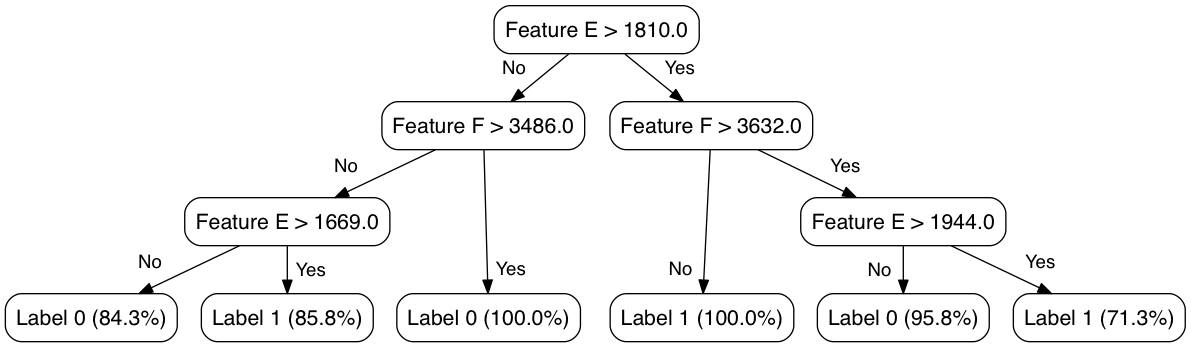 Feature E > 1810.0
No
Yes
Feature F > 3486.0
Feature F > 3632.0
No
Yes
Feature E > 1669.0
Feature E > 1944.0
No
Yes
Yes
No
No
Yes
Label 0 (84.3%)
Label 1 (85.8%)
Label 0 (100.0%)
Label 1 (100.0%)
Label 0 (95.8%)
Label 1 (71.3%)